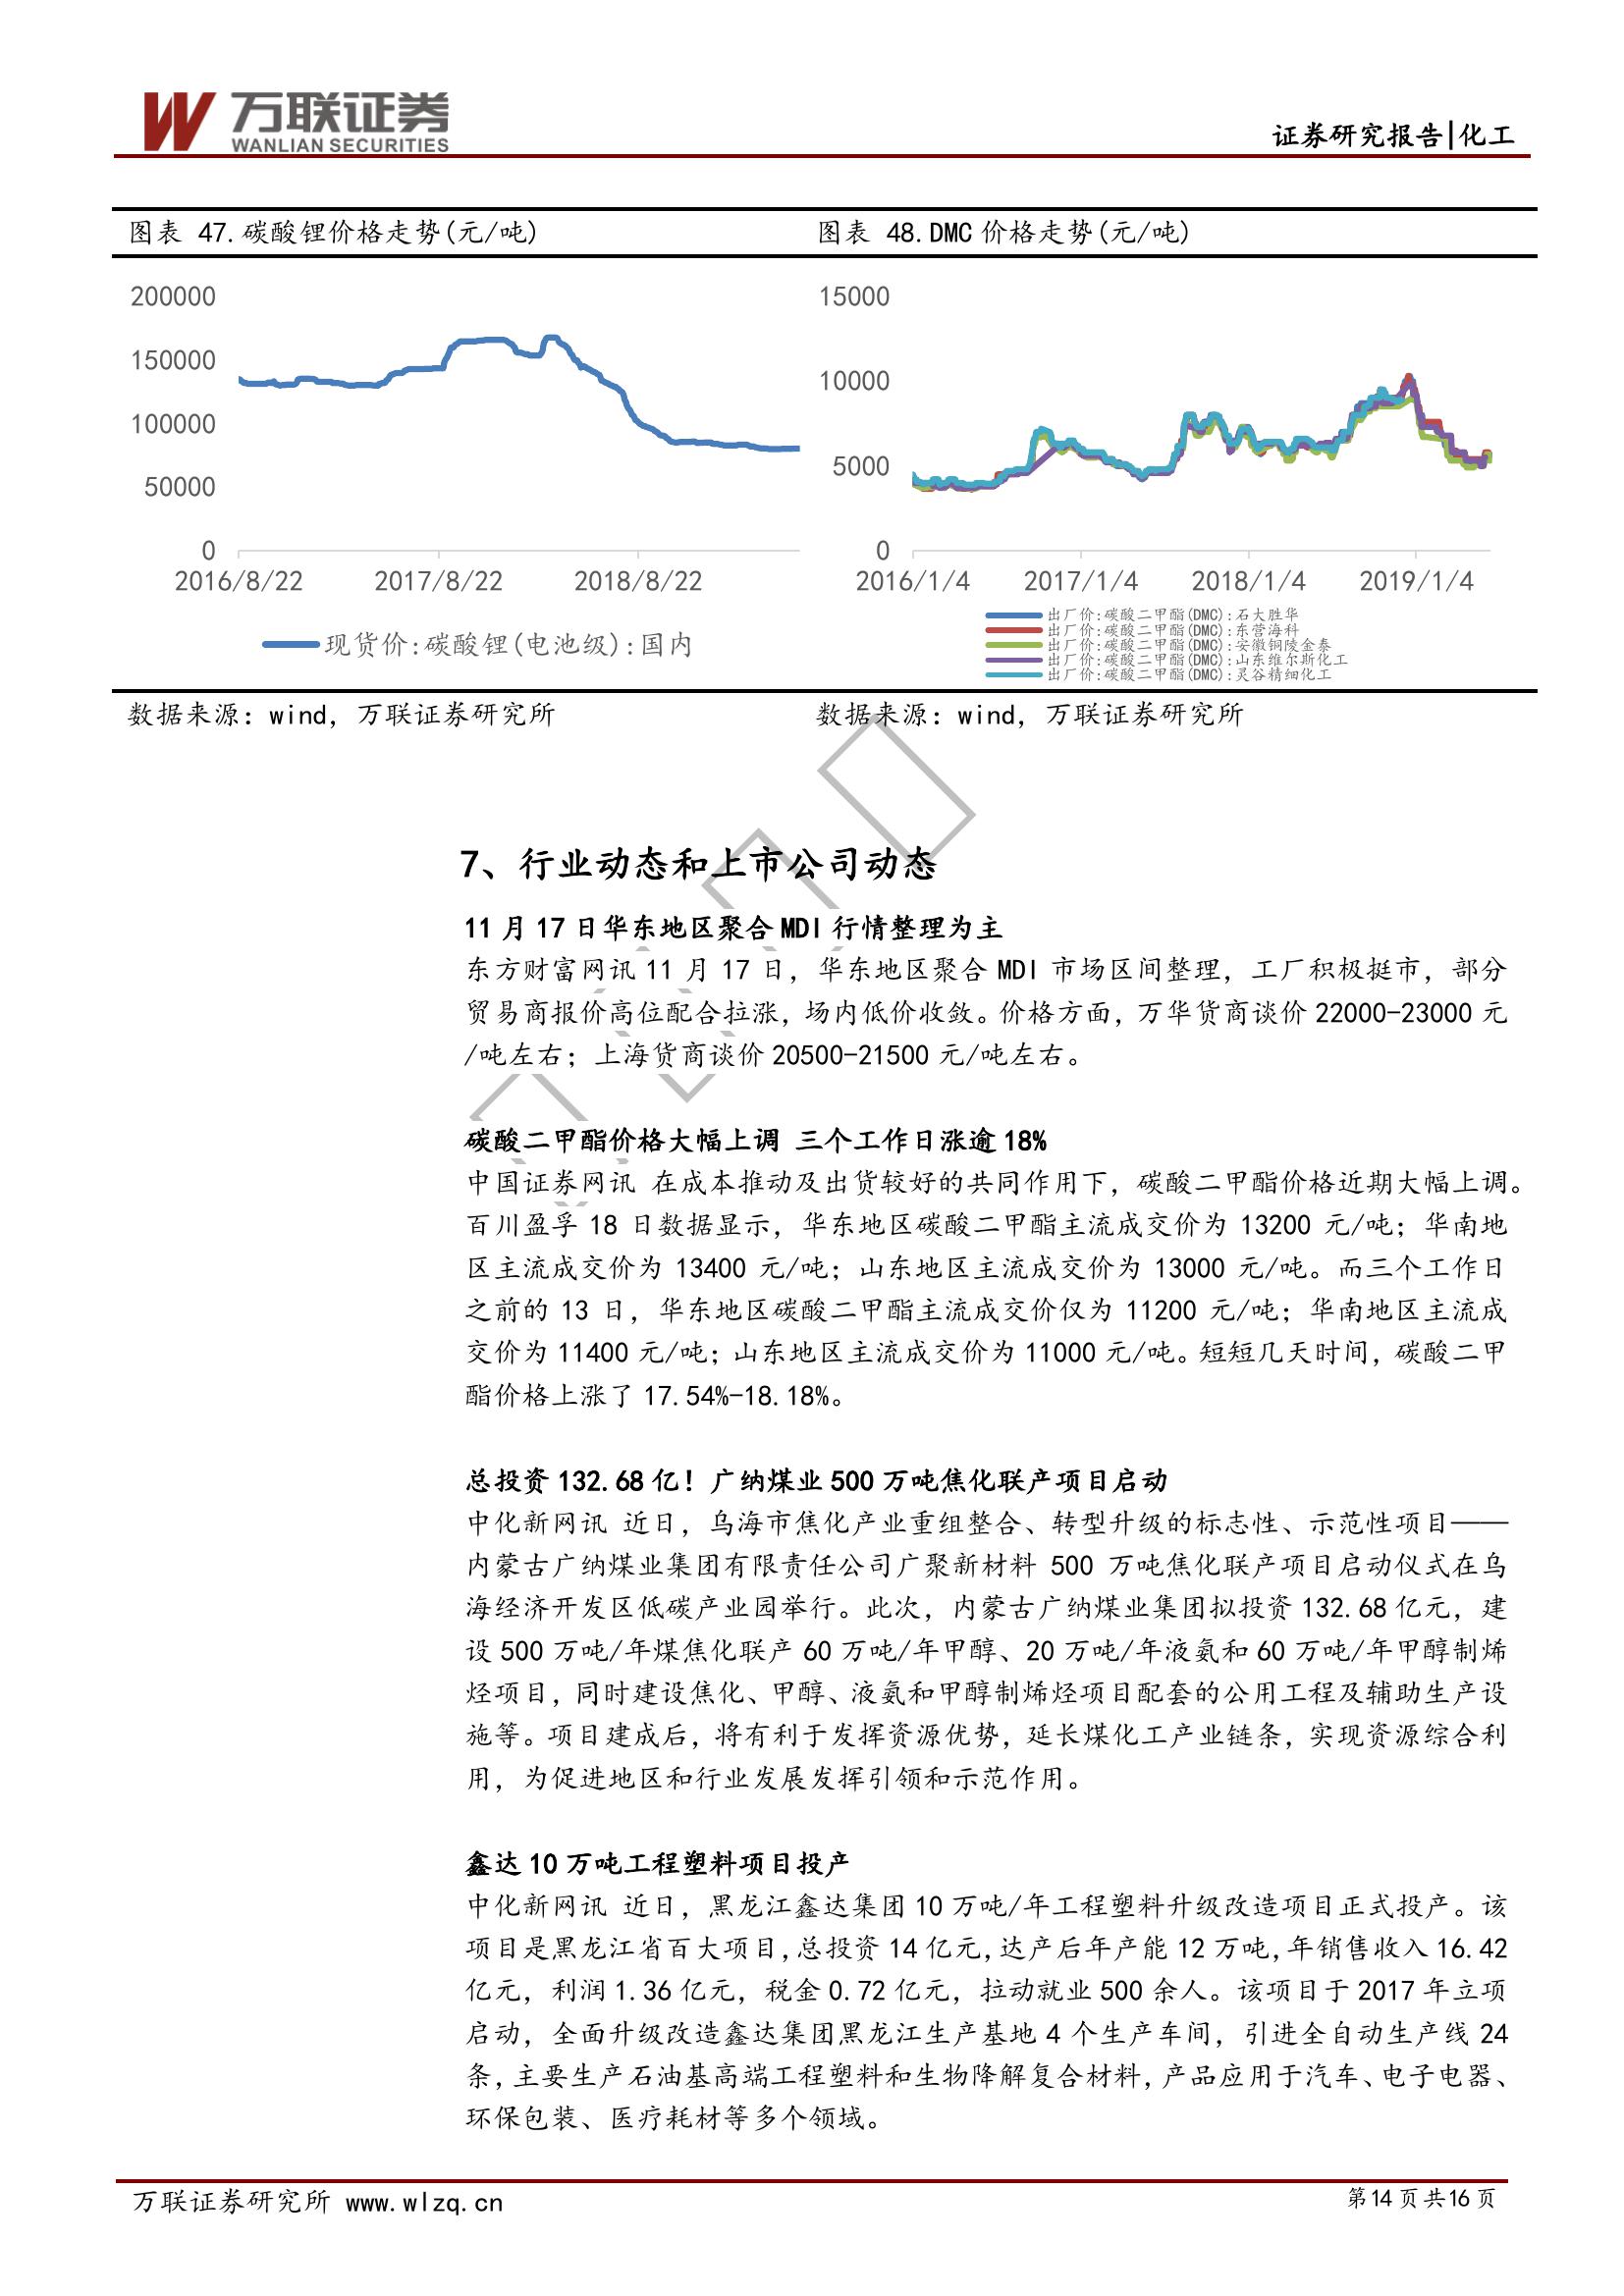 万联证券
WANLIAN SECURITIES
证券研究报告|化工
图表 47.碳酸锂价格走势(元/吨)
图表 48.DMC 价格走势(元/吨)
200000
150000
100000
50000
0
2016/8/22 2017/8/22 2018/8/22
现货价:碳酸锂(电池级):国内
15000
10000
5000
0
2016/1/4 2017/1/4 2018/1/4 2019/1/4
出厂价:碳酸二甲酯(DMC):石大胜华
出厂价:碳酸二甲酯(DMC):东营海科
出厂价:碳酸二甲酯(DMC):安徽铜陵金泰
出厂价:碳酸二甲酯(DMC):山东维尔斯化工
出厂价:碳酸二甲酯(DMC):灵谷精细化工
数据来源：wind，万联证券研究所
数据来源：wind，万联证券研究所
7、行业动态和上市公司动态
11 月 17 日华东地区聚合 MDI 行情整理为主
东方财富网讯 11 月 17 日，华东地区聚合 MDI 市场区间整理，工厂积极挺市，部分
贸易商报价高位配合拉涨，场内低价收敛。价格方面，万华货商谈价 22000-23000 元
/吨左右；上海货商谈价 20500-21500 元/吨左右。
碳酸二甲酯价格大幅上调 三个工作日涨逾 18%
中国证券网讯 在成本推动及出货较好的共同作用下，碳酸二甲酯价格近期大幅上调。
百川盈孚 18 日数据显示，华东地区碳酸二甲酯主流成交价为 13200 元/吨；华南地
区主流成交价为 13400 元/吨；山东地区主流成交价为 13000 元/吨。而三个工作日
之前的 13 日，华东地区碳酸二甲酯主流成交价仅为 11200 元/吨；华南地区主流成
交价为 11400 元/吨；山东地区主流成交价为 11000 元/吨。短短几天时间，碳酸二甲
酯价格上涨了 17.54%-18.18%。
总投资 132.68 亿！广纳煤业 500 万吨焦化联产项目启动
中化新网讯 近日，乌海市焦化产业重组整合、转型升级的标志性、示范性项目——
内蒙古广纳煤业集团有限责任公司广聚新材料 500 万吨焦化联产项目启动仪式在乌
海经济开发区低碳产业园举行。此次，内蒙古广纳煤业集团拟投资 132.68 亿元，建
设 500 万吨/年煤焦化联产 60 万吨/年甲醇、20 万吨/年液氨和 60 万吨/年甲醇制烯
烃项目，同时建设焦化、甲醇、液氨和甲醇制烯烃项目配套的公用工程及辅助生产设
施等。项目建成后，将有利于发挥资源优势，延长煤化工产业链条，实现资源综合利
用，为促进地区和行业发展发挥引领和示范作用。
鑫达 10 万吨工程塑料项目投产
中化新网讯 近日，黑龙江鑫达集团 10 万吨/年工程塑料升级改造项目正式投产。该
项目是黑龙江省百大项目，总投资 14 亿元，达产后年产能 12 万吨，年销售收入 16.42
亿元，利润 1.36 亿元，税金 0.72 亿元，拉动就业 500 余人。该项目于 2017 年立项
启动，全面升级改造鑫达集团黑龙江生产基地 4 个生产车间，引进全自动生产线 24
条，主要生产石油基高端工程塑料和生物降解复合材料，产品应用于汽车、电子电器、
环保包装、医疗耗材等多个领域。
万联证券研究所 www.wlzq.cn
第14页共16页